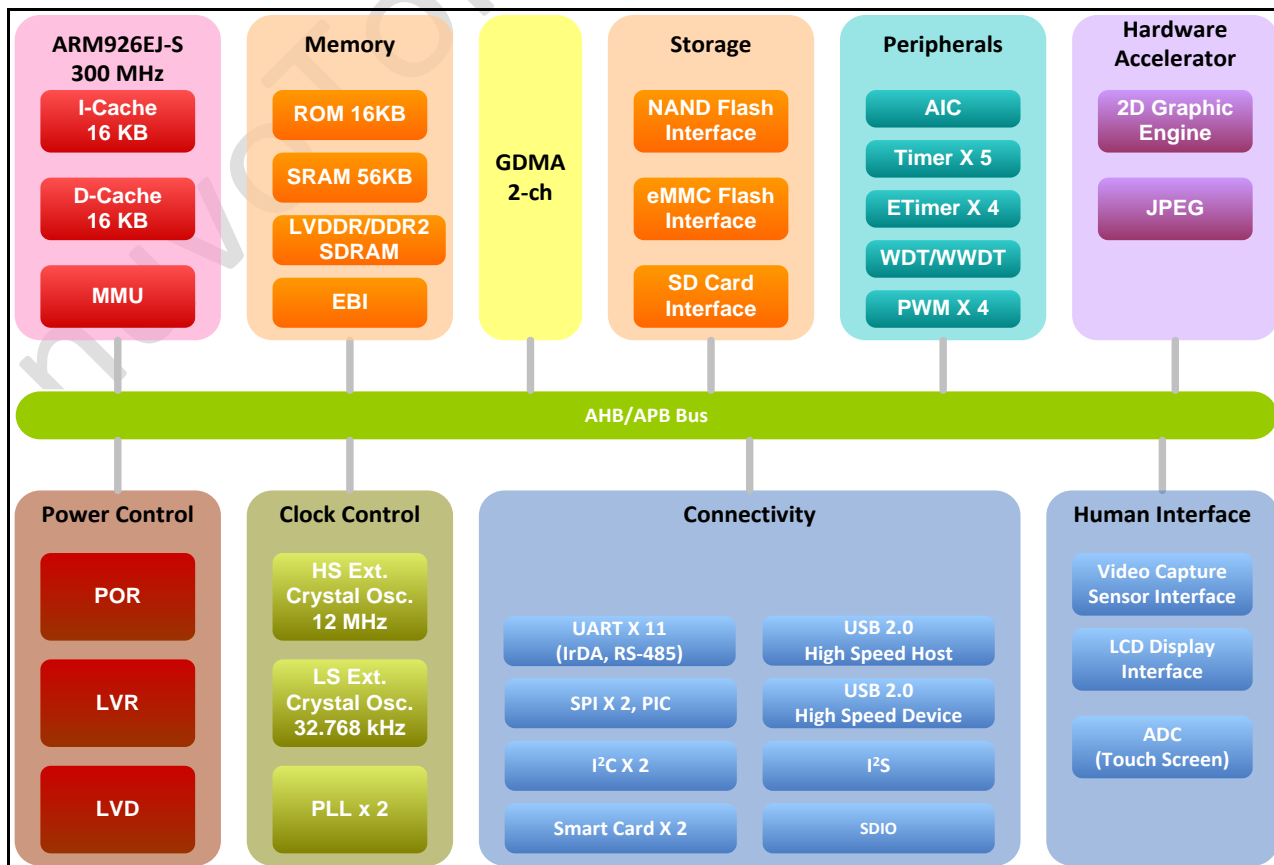 ARM926EJ-S
300 MHz
I-Cache
16 KB
D-Cache
16 KB
MMU
Memory
ROM 16KB
SRAM 56KB
LVDDR/DDR2
SDRAM
EBI
GDMA
2-ch
Storage
NAND Flash
Interface
eMMC Flash
Interface
SD Card
Interface
Peripherals
AIC
Timer X 5
ETimer X 4
WDT/WWDT
PWM X 4
Hardware
Accelerator
2D Graphic
Engine
JPEG
AHB/APB Bus
Power Control
POR
LVR
LVD
Clock Control
HS Ext.
Crystal Osc.
12 MHz
LS Ext.
Crystal Osc.
32.768 kHz
PLL x 2
Connectivity
UART X 11
(IrDA, RS-485)
SPI X 2, PIC
I²C X 2
Smart Card X 2
USB 2.0
High Speed Host
USB 2.0
High Speed Device
I²S
SDIO
Human Interface
Video Capture
Sensor Interface
LCD Display
Interface
ADC
(Touch Screen)
nuvoTo